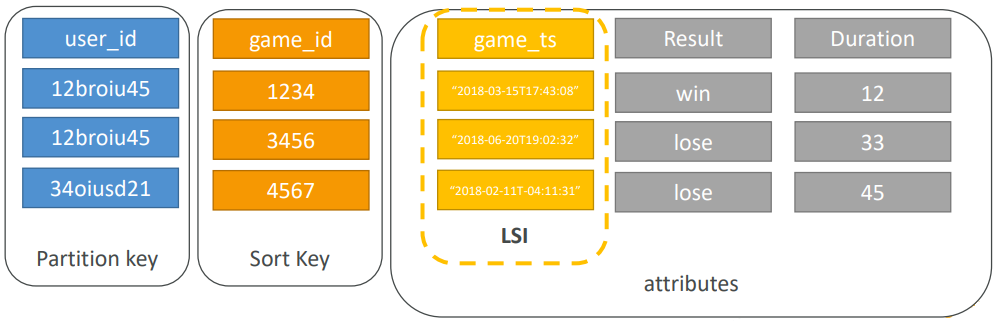 user_id game_id game_ts Result Duration
12broiu45 1234 “2018-03-15T17:43:08” win 12
12broiu45 3456 “2018-06-20T19:02:32” lose 33
34oiusd21 4567 “2018-02-11T-04:11:31” lose 45
LSI
Partition key Sort Key
attributes